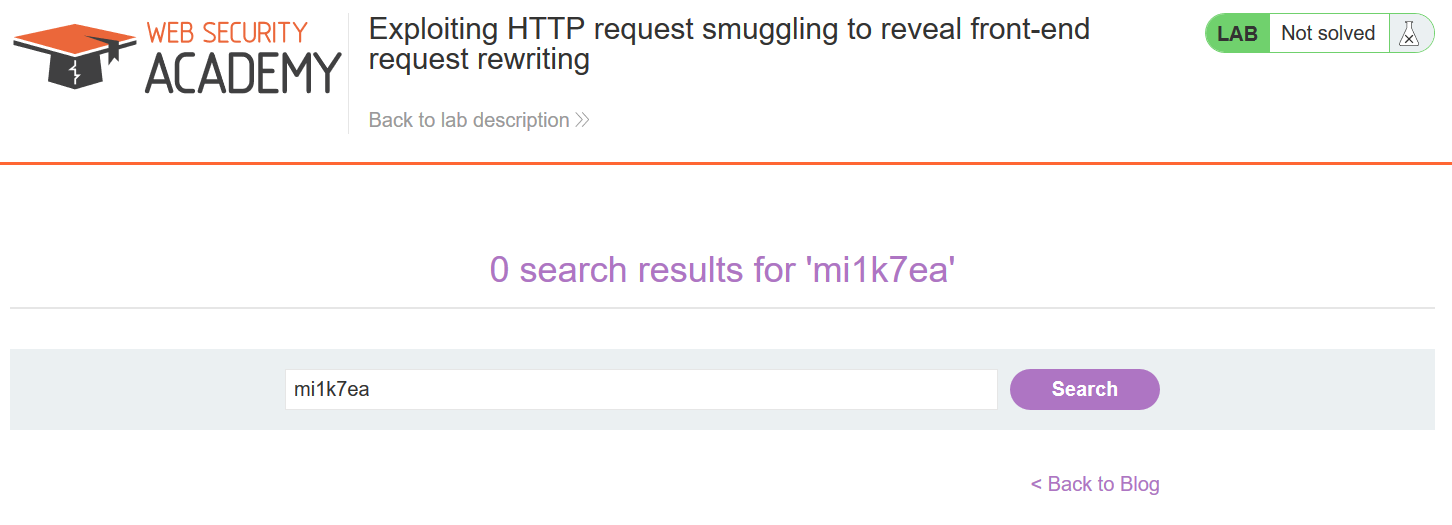 WEB SECURITY
ACADEMY
Exploiting HTTP request smuggling to reveal front-end
request rewriting
Back to lab description
LAB Not solved
0 search results for 'mi1k7ea'
mi1k7ea
Search
< Back to Blog